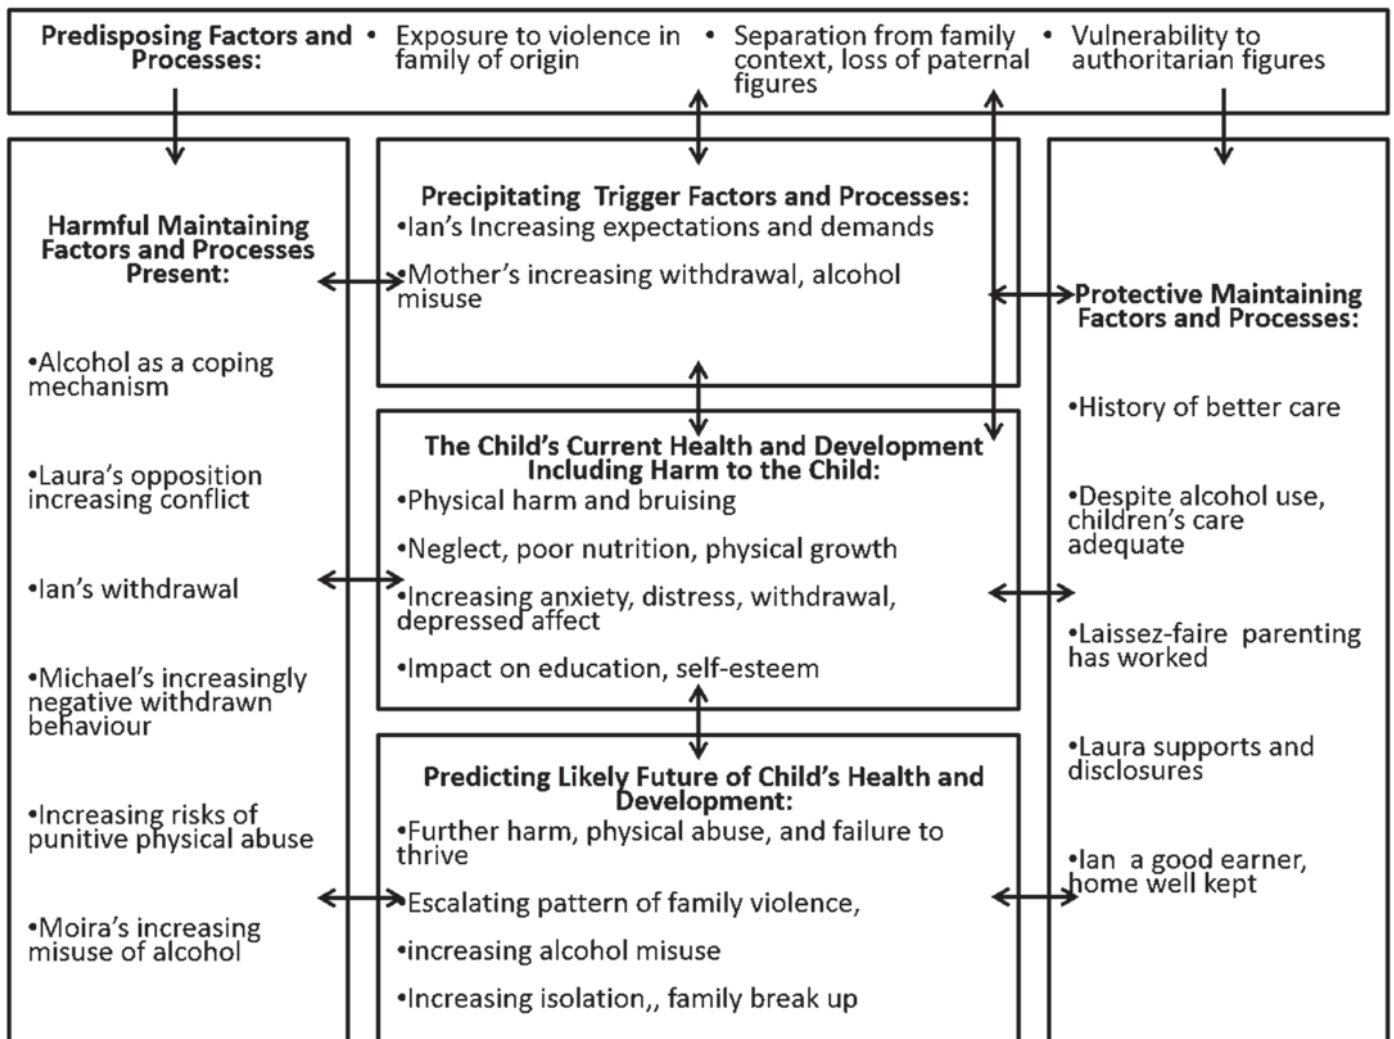 Predisposing Factors and
Processes:
• Exposure to violence in
family of origin
• Separation from family
context, loss of paternal
figures
• Vulnerability to
authoritarian figures
Harmful Maintaining
Factors and Processes
Present:
•Alcohol as a coping
mechanism
•Laura’s opposition
increasing conflict
•Ian’s withdrawal
•Michael’s increasingly
negative withdrawn
behaviour
•Increasing risks of
punitive physical abuse
•Moira’s increasing
misuse of alcohol
Precipitating  Trigger Factors and Processes:
•Ian’s Increasing expectations and demands
•Mother’s increasing withdrawal, alcohol
misuse
The Child’s Current Health and Development
Including Harm to the Child:
•Physical harm and bruising
•Neglect, poor nutrition, physical growth
•Increasing anxiety, distress, withdrawal,
depressed affect
•Impact on education, self-esteem
Predicting Likely Future of Child’s Health and
Development:
•Further harm, physical abuse, and failure to
thrive
•Escalating pattern of family violence,
•increasing alcohol misuse
•Increasing isolation,, family break up
Protective Maintaining
Factors and Processes:
•History of better care
•Despite alcohol use,
children’s care
adequate
•Laissez-faire  parenting
has worked
•Laura supports and
disclosures
•Ian  a good earner,
home well kept